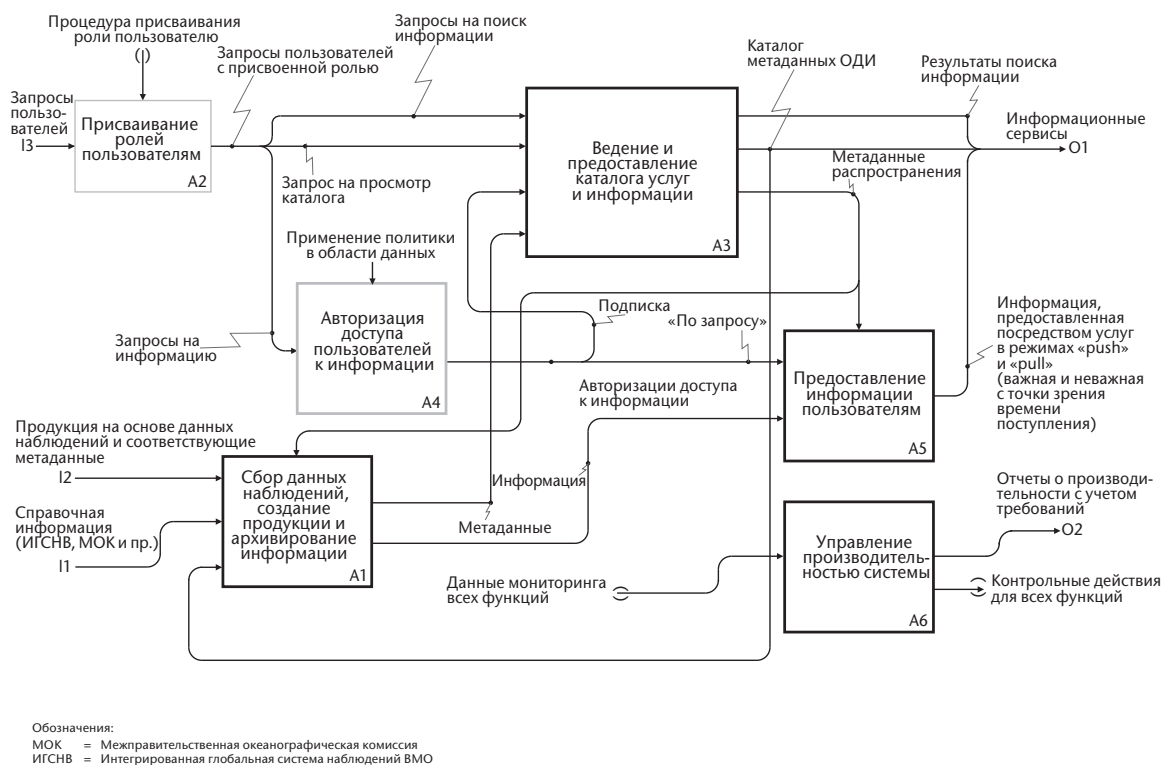 Процедура присваивания
роли пользователю
()
Запросы на поиск
информации
Запросы пользователей
с присвоенной ролью
Каталог
метаданных ОДИ
Результаты поиска
информации
Запросы
пользо-
вателей
I3
Присваивание
ролей
пользователям
A2
Информационные
сервисы
O1
Ведение и
предоставление
каталога услуг
и информации
A3
Метаданные
распространения
Запрос на просмотр
каталога
Применение политики
в области данных
Авторизация
доступа
пользователей
к информации
A4
Запросы на
информацию
Подписка
«По запросу»
Информация,
предоставленная
посредством услуг
в режимах «push»
и «pull»
(важная и неважная
с точки зрения
времени
поступления)
Предоставление
информации
пользователям
A5
Авторизации доступа
к информации
Продукция на основе данных
наблюдений и соответствующие
метаданные
I2
Сбор данных
наблюдений,
создание
продукции и
архивирование
информации
A1
Информация
Метаданные
Справочная
информация
(ИГСНВ, МОК и пр.)
I1
Отчеты о производи-
тельности с учетом
требований
O2
Управление
производитель-
ностью системы
A6
Данные мониторинга
всех функций
Контрольные действия
для всех функций
Обозначения:
МОК = Межправительственная океанографическая комиссия
ИГСНВ = Интегрированная глобальная система наблюдений ВМО